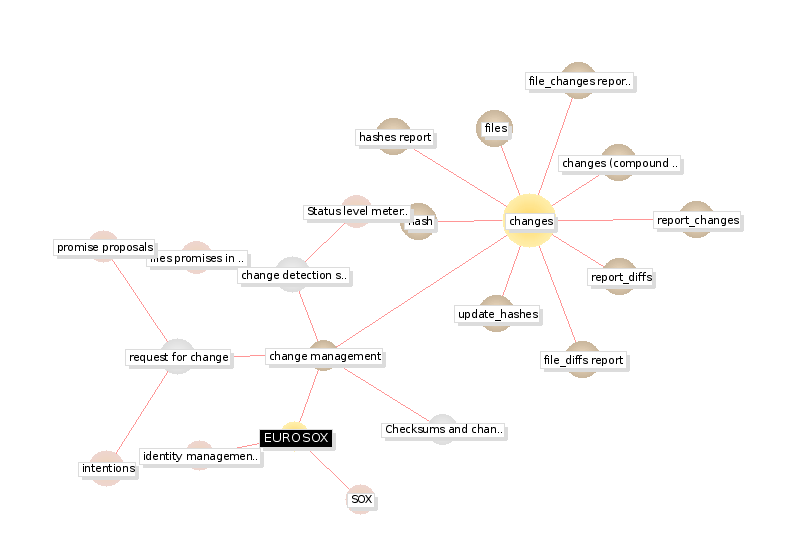 file_changes repor..
files
hashes report
changes (compound ..
Status level meter..
hash
changes
report_changes
promise proposals
files promises in ..
change detection s..
report_diffs
update_hashes
request for change
change management
file_diffs report
Checksums and chan..
EUROSOX
identity managemen..
intentions
SOX